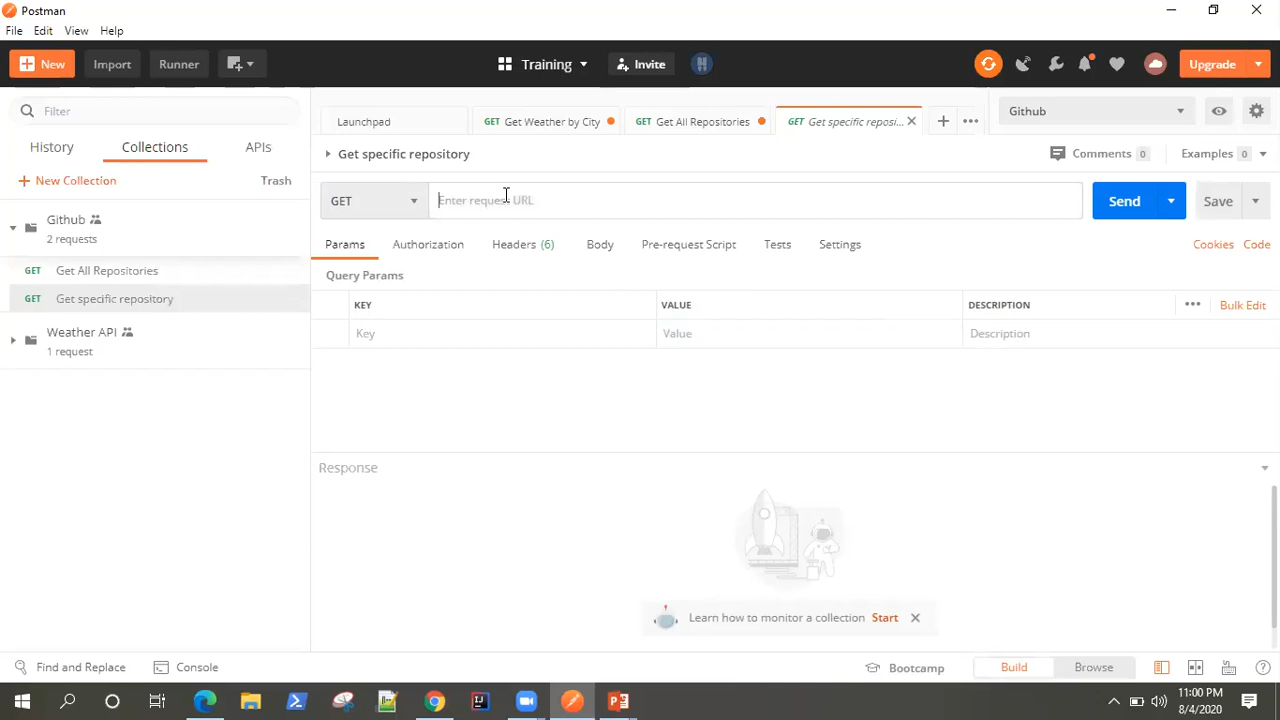 Postman
File Edit View Help
New Import Runner Training Invite Upgrade
Filter
History Collections APIs
New Collection Trash
Github
2 requests
GET Get All Repositories
GET Get specific repository
Weather API
1 request
Launchpad GET Get Weather by City GET Get All Repositories GET Get specific reposi... Github
Get specific repository Comments 0 Examples 0
GET Enter request URL Send Save
Params Authorization Headers (6) Body Pre-request Script Tests Settings Cookies Code
Query Params
KEY VALUE DESCRIPTION Bulk Edit
Key Value Description
Response
Learn how to monitor a collection Start
Find and Replace Console Bootcamp Build Browse
11:00 PM
8/4/2020